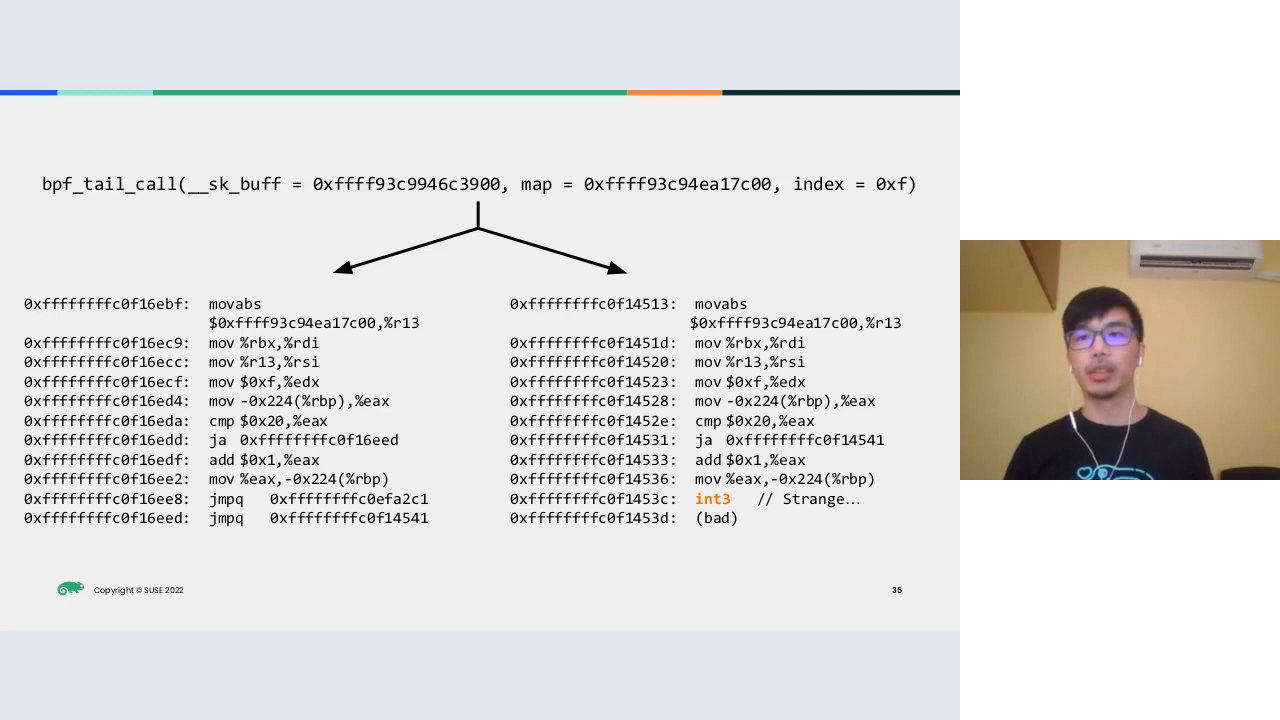 bpf_tail_call(__sk_buff = 0xffff93c9946c3900, map = 0xffff93c94ea17c00, index = 0xf)
0xffffffffc0f16ebf: movabs
$0xffff93c94ea17c00,%r13
0xffffffffc0f16ec9: mov %rbx,%rdi
0xffffffffc0f16ecc: mov %r13,%rsi
0xffffffffc0f16ecf: mov $0xf,%edx
0xffffffffc0f16ed4: mov -0x224(%rbp),%eax
0xffffffffc0f16eda: cmp $0x20,%eax
0xffffffffc0f16edd: ja 0xffffffffc0f16eed
0xffffffffc0f16edf: add $0x1,%eax
0xffffffffc0f16ee2: mov %eax,-0x224(%rbp)
0xffffffffc0f16ee8: jmpq 0xffffffffc0efa2c1
0xffffffffc0f16eed: jmpq 0xffffffffc0f14541
0xffffffffc0f14513: movabs
$0xffff93c94ea17c00,%r13
0xffffffffc0f1451d: mov %rbx,%rdi
0xffffffffc0f14520: mov %r13,%rsi
0xffffffffc0f14523: mov $0xf,%edx
0xffffffffc0f14528: mov -0x224(%rbp),%eax
0xffffffffc0f1452e: cmp $0x20,%eax
0xffffffffc0f14531: ja 0xffffffffc0f14541
0xffffffffc0f14533: add $0x1,%eax
0xffffffffc0f14536: mov %eax,-0x224(%rbp)
0xffffffffc0f1453c: int3 // Strange…
0xffffffffc0f1453d: (bad)
Copyright © SUSE 2022
35